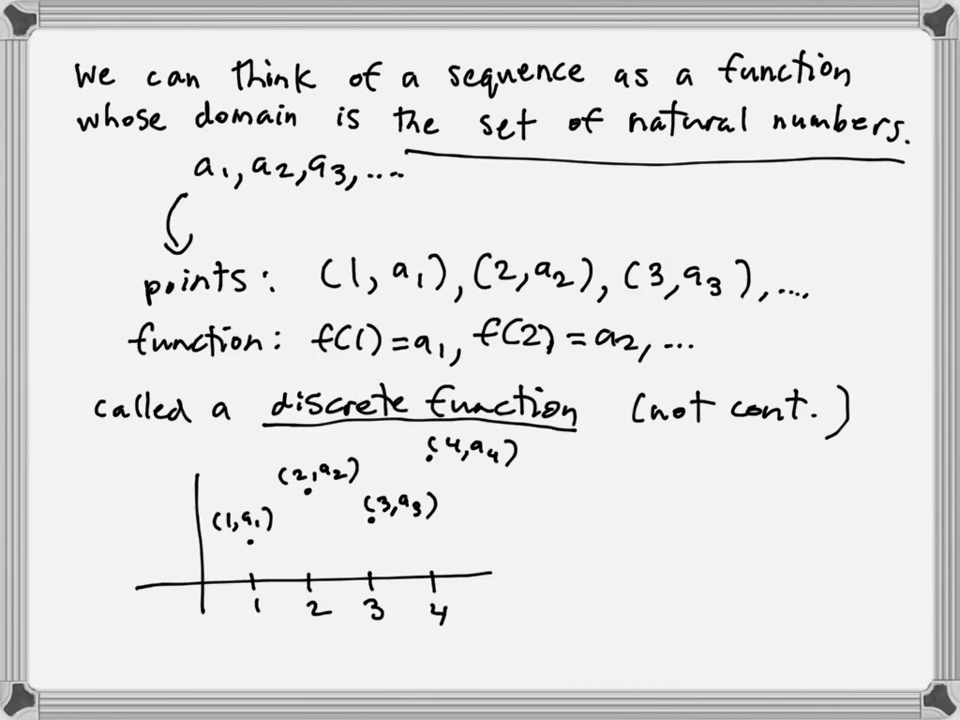 we can think of a sequence as a function
whose domain is the set of natural numbers.
a1, a2, a3, ....
points: (1, a1), (2, a2), (3, a3), ....
function: f(1) = a1, f(2) = a2, ...
called a discrete function (not cont.)
(4, a4)
(2, a2)
(3, a3)
(1, a1)
1 2 3 4